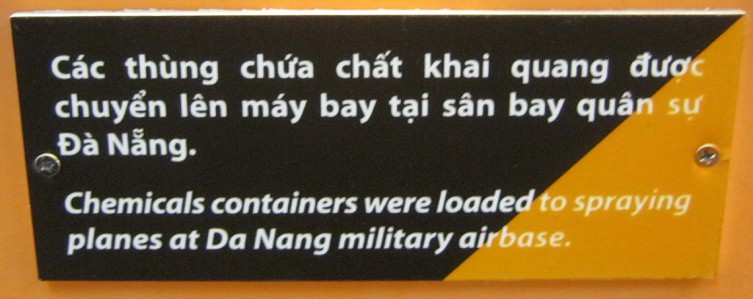 Các thùng chứa chất khai quang được
chuyển lên máy bay tại sân bay quân sự
Đà Nẵng.
Chemicals containers were loaded to spraying
planes at Da Nang military airbase.